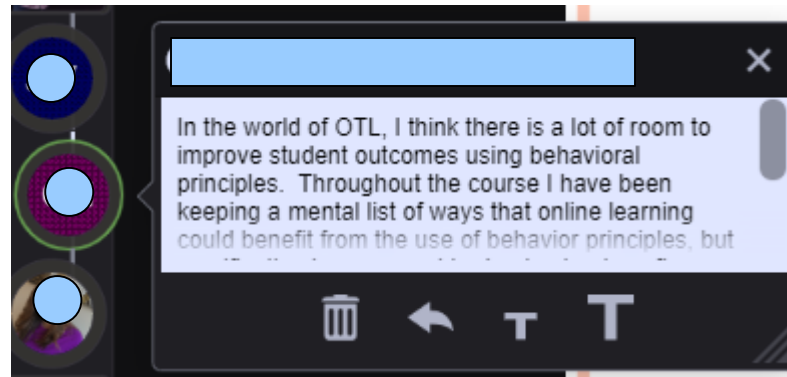 In the world of OTL, I think there is a lot of room to
improve student outcomes using behavioral
principles.  Throughout the course I have been
keeping a mental list of ways that online learning
could benefit from the use of behavior principles, but
T T